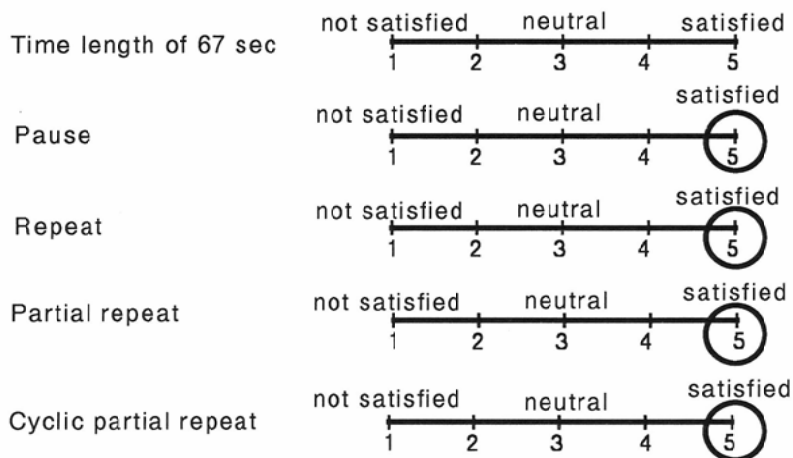 not satisfied neutral satisfied
Time length of 67 sec
1 2 3 4 5
satisfied
not satisfied neutral
Pause
1 2 3 4 5
satisfied
not satisfied neutral
Repeat
1 2 3 4 5
satisfied
not satisfied neutral
Partial repeat
1 2 3 4 5
satisfied
not satisfied neutral
Cyclic partial repeat
1 2 3 4 5